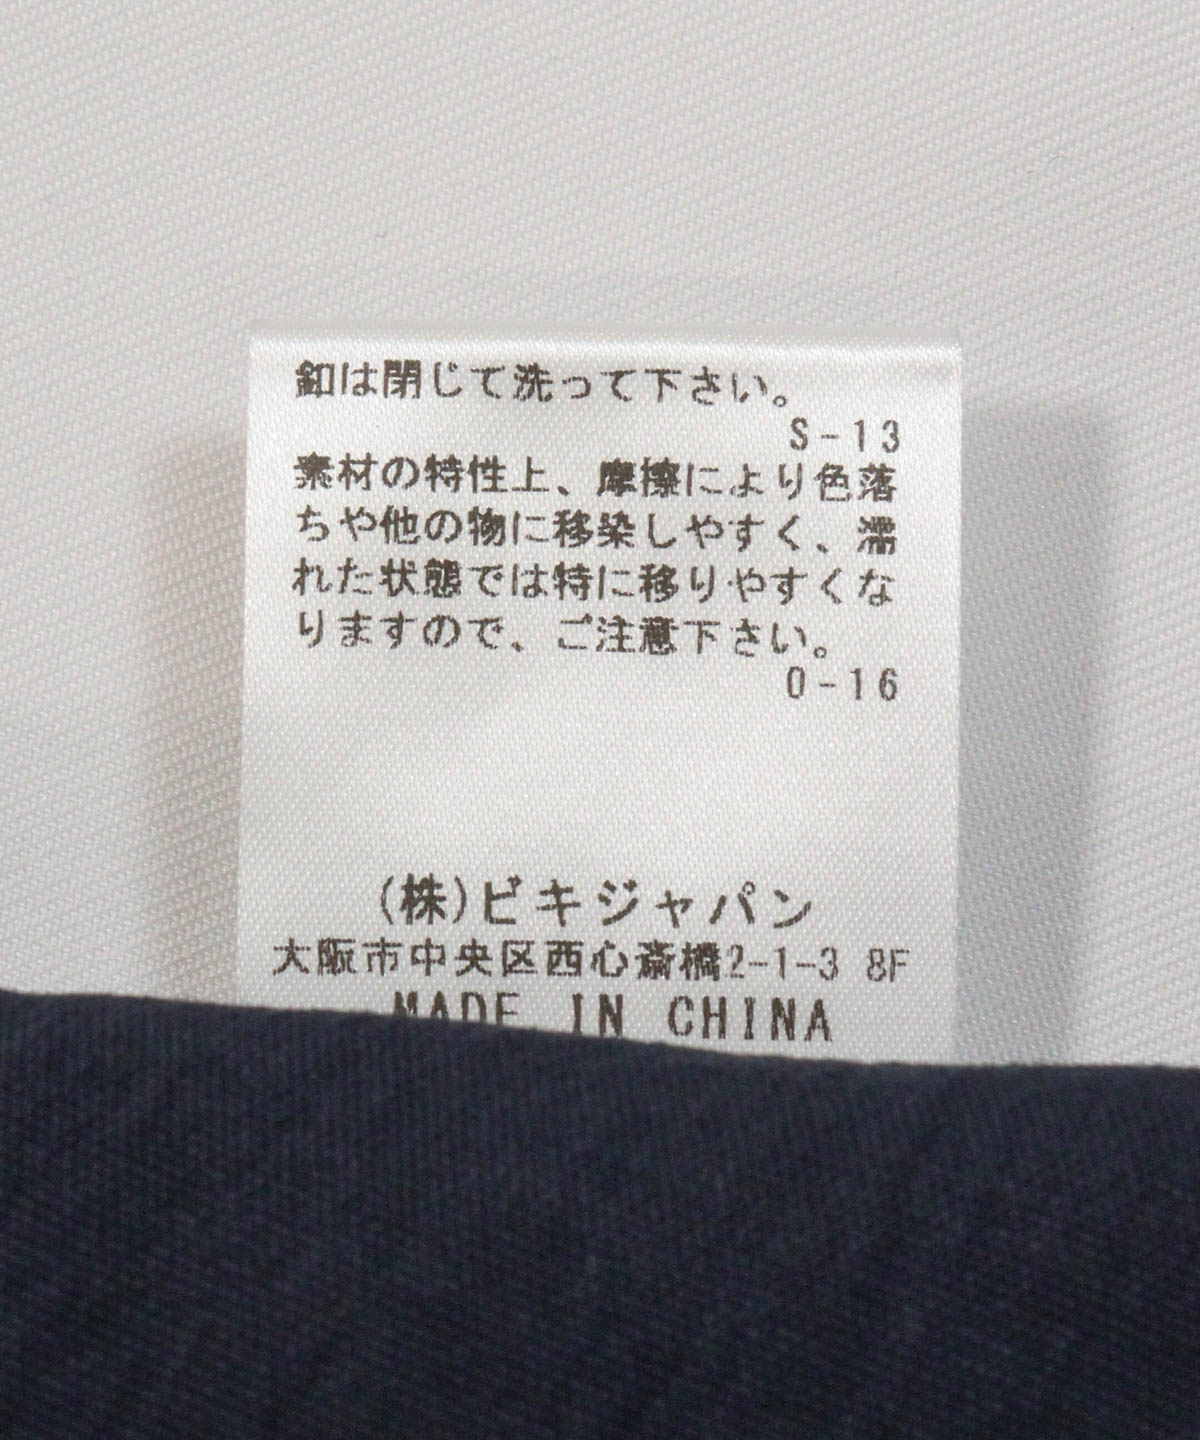 釦は閉じて洗って下さい。
S-13
素材の特性上、摩擦により色落
ちや他の物に移染しやすく、濡
れた状態では特に移りやすくな
りますので、ご注意下さい。
O-16
(株)ビキジャパン
大阪市中央区西心斎橋2-1-3 8F
MADE IN CHINA